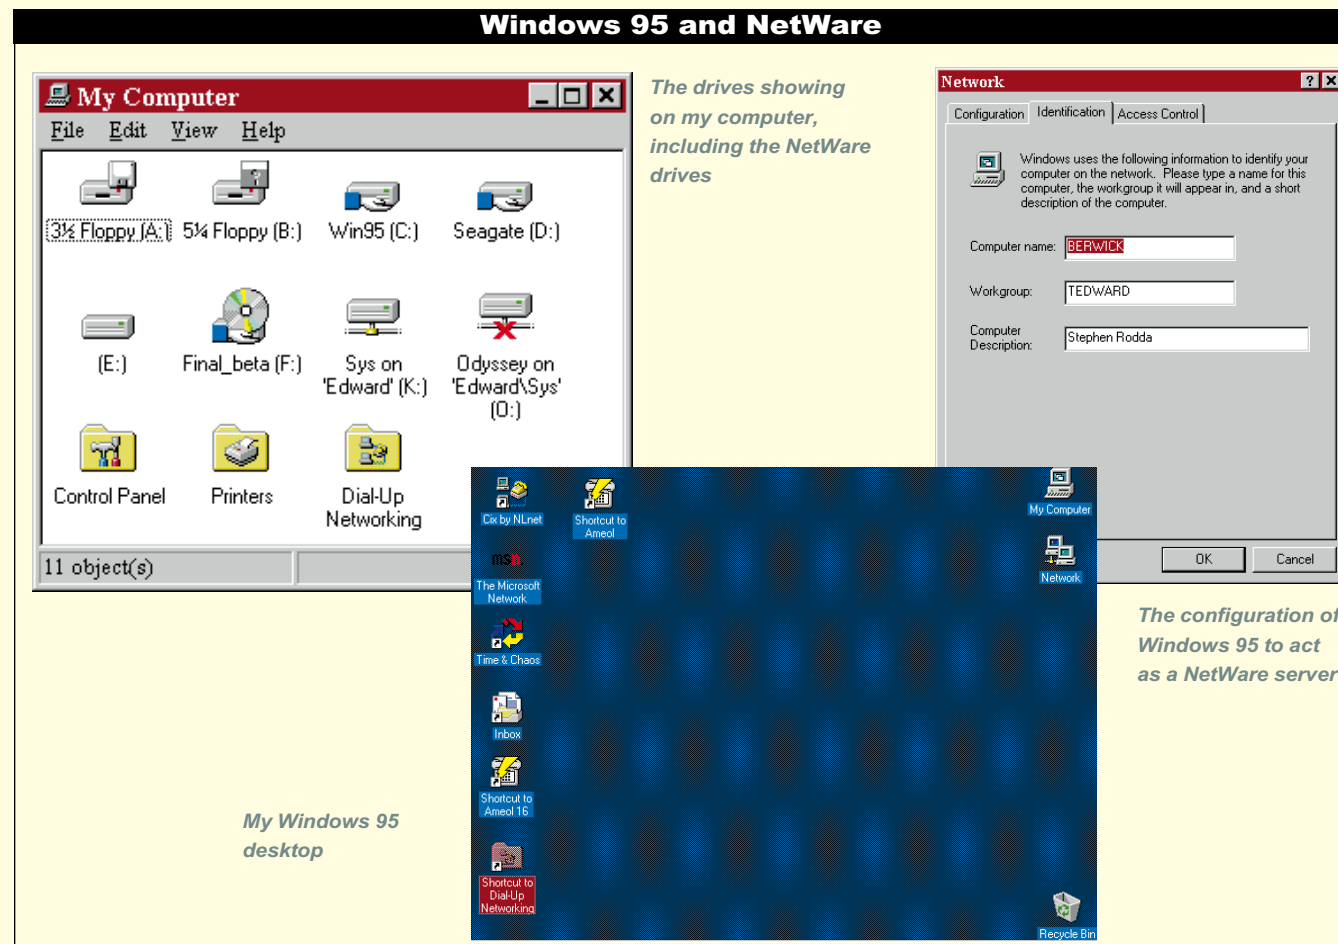 Windows 95 and NetWare
My Computer
File Edit View Help
3½ Floppy (A:) 5¼ Floppy (B:) Win95 (C:) Seagate (D:)
(E:) Final_beta (F:) Sys on 'Edward' (K:) Odyssey on 'Edward\Sys' (O:)
Control Panel Printers Dial-Up Networking
11 object(s)
The drives showing
on my computer,
including the NetWare
drives
Network
Configuration Identification Access Control
Windows uses the following information to identify your
computer on the network. Please type a name for this
computer, the workgroup it will appear in, and a short
description of the computer.
Computer name: BERWICK
Workgroup: TEDWARD
Computer
Description: Stephen Rodda
OK Cancel
The configuration of
Windows 95 to act
as a NetWare server
Cix by NLnet
Shortcut to
Ameol
msn.
The Microsoft
Network
Time & Chaos
Inbox
Shortcut to
Ameol 16
Shortcut to
Dial-Up
Networking
My Computer
Network
Recycle Bin
My Windows 95
desktop